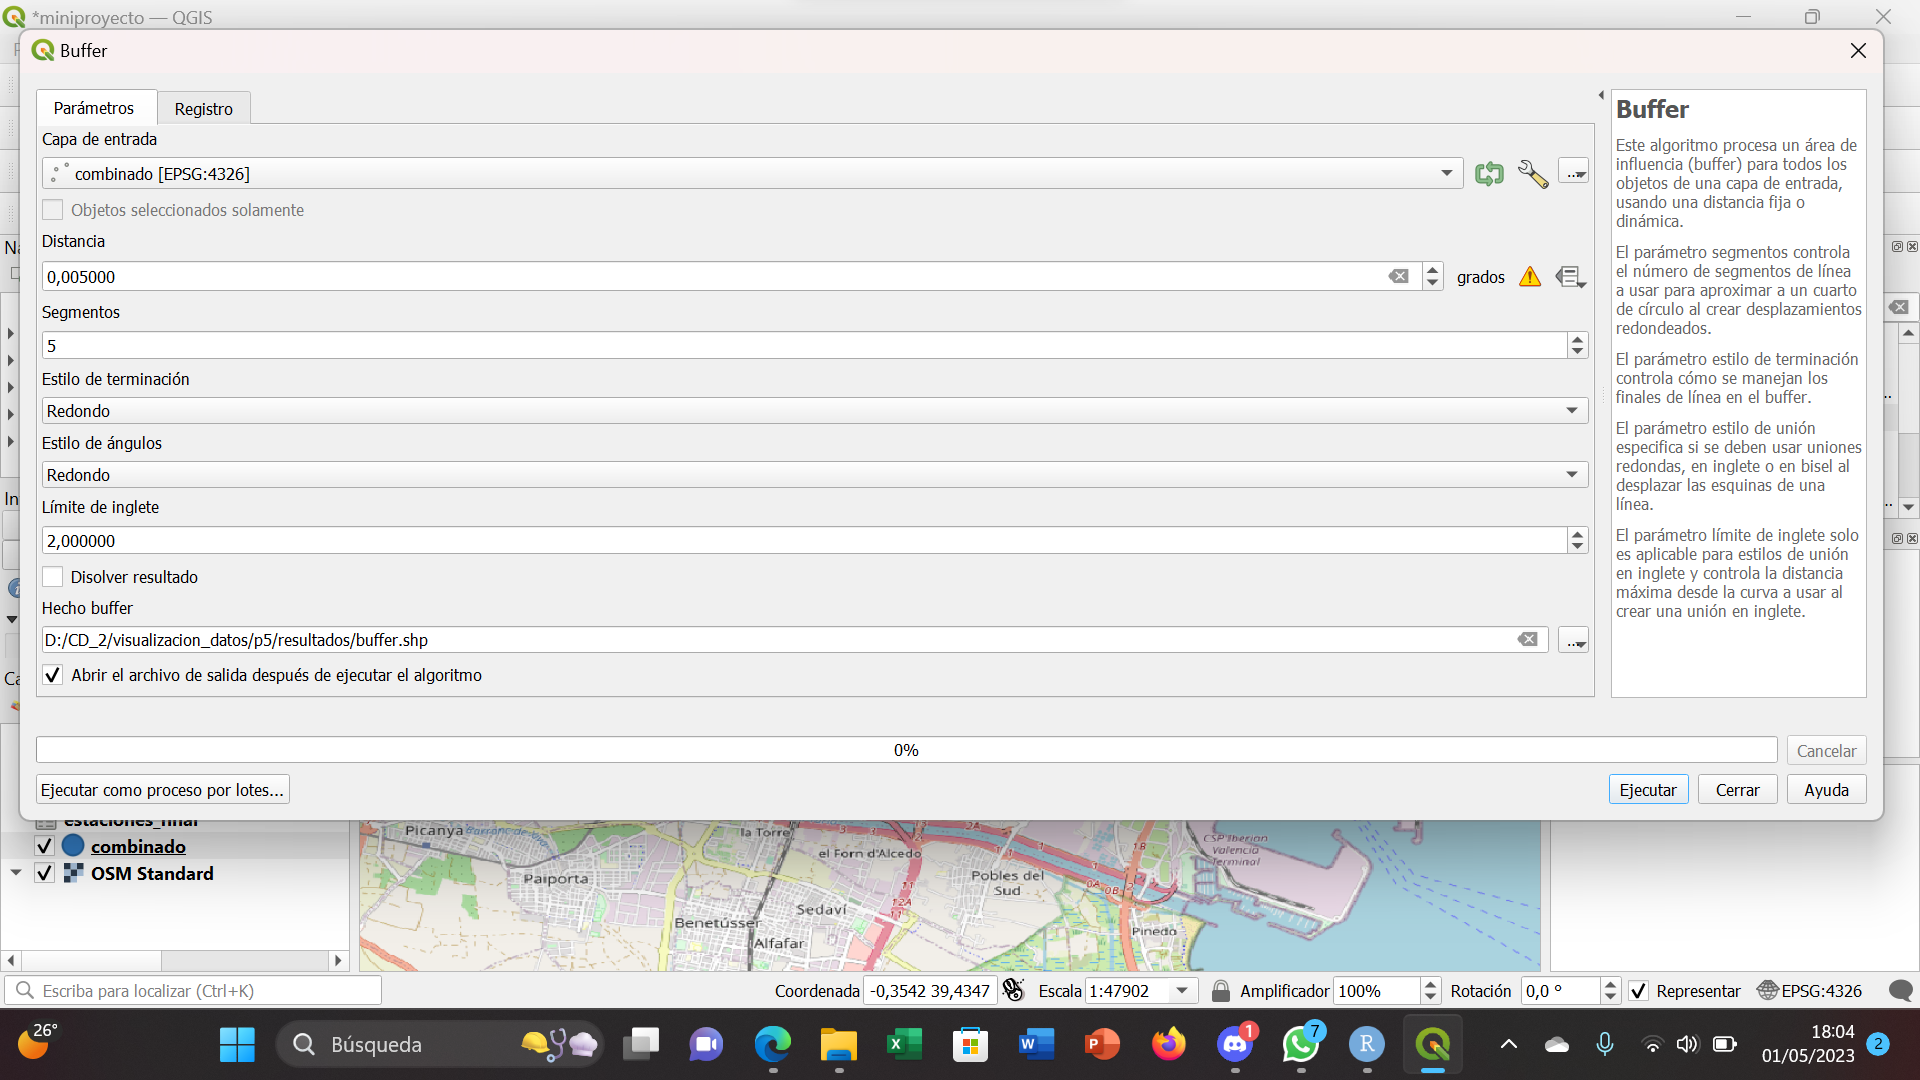 *miniproyecto — QGIS
Buffer
Parámetros
Registro
Capa de entrada
combinado [EPSG:4326]
Objetos seleccionados solamente
Distancia
0,005000
grados
Segmentos
5
Estilo de terminación
Redondo
Estilo de ángulos
Redondo
Límite de inglete
2,000000
Disolver resultado
Hecho buffer
D:/CD_2/visualizacion_datos/p5/resultados/buffer.shp
Abrir el archivo de salida después de ejecutar el algoritmo
Buffer
Este algoritmo procesa un área de
influencia (buffer) para todos los
objetos de una capa de entrada,
usando una distancia fija o
dinámica.
El parámetro segmentos controla
el número de segmentos de línea
a usar para aproximar a un cuarto
de círculo al crear desplazamientos
redondeados.
El parámetro estilo de terminación
controla cómo se manejan los
finales de línea en el buffer.
El parámetro estilo de unión
especifica si se deben usar uniones
redondas, en inglete o en bisel al
desplazar las esquinas de una
línea.
El parámetro límite de inglete solo
es aplicable para estilos de unión
en inglete y controla la distancia
máxima desde la curva a usar al
crear una unión en inglete.
0%
Cancelar
Ejecutar como proceso por lotes...
Ejecutar
Cerrar
Ayuda
estaciones_final
combinado
OSM Standard
Picanya
la Torre
el Forn d'Alcedo
Paiporta
Sedaví
Benetússer
Alfafar
Pobles del
Sud
Pinedo
CSP Iberian
Valencia
Terminal
Escriba para localizar (Ctrl+K)
Coordenada
-0,3542 39,4347
Escala
1:47902
Amplificador
100%
Rotación
0,0 °
Representar
EPSG:4326
26°
Búsqueda
1
7
18:04
01/05/2023
2